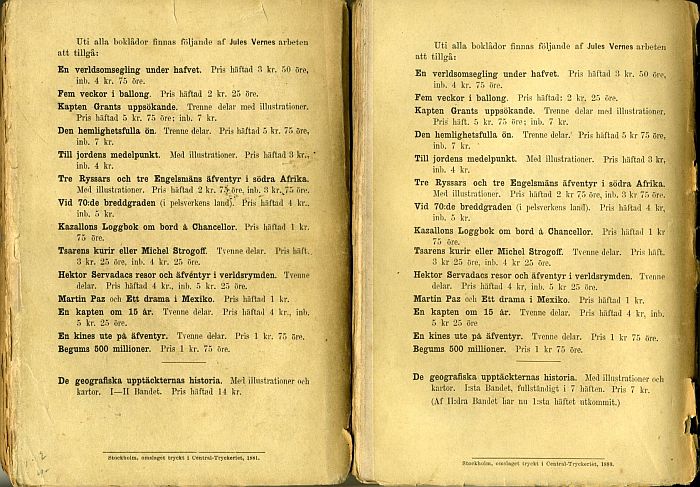 Uti alla boklådor finnas följande af Jules Vernes arbeten
att tillgå:
En verldsomsegling under hafvet. Pris häftad 3 kr. 50 öre,
inb. 4 kr. 75 öre.
Fem veckor i ballong. Pris häftad 2 kr. 25 öre.
Kapten Grants uppsökande. Trenne delar med illustrationer.
Pris häftad 5 kr. 75 öre; inb. 7 kr.
Den hemlighetsfulla ön. Trenne delar. Pris häftad 5 kr. 75 öre,
inb. 7 kr.
Till jordens medelpunkt. Med illustrationer. Pris häftad 3 kr.,
inb. 4 kr.
Tre Ryssars och tre Engelsmäns äfventyr i södra Afrika.
Med illustrationer. Pris häftad 2 kr. 75 öre, inb. 3 kr. 75 öre.
Vid 70:de breddgraden (i pelsverkens land). Pris häftad 4 kr.,
inb. 5 kr.
Kazallons Loggbok om bord å Chancellor. Pris häftad 1 kr.
75 öre.
Tsarens kurir eller Michel Strogoff. Tvenne delar. Pris häft.
3 kr. 25 öre, inb. 4 kr. 25 öre.
Hektor Servadacs resor och äfvéntyr i verldsrymden. Tvenne
delar. Pris häftad 4 kr., inb. 5 kr. 25 öre.
Martin Paz och Ett drama i Mexiko. Pris häftad 1 kr.
En kapten om 15 år. Tvenne delar. Pris häftad 4 kr., inb.
5 kr. 25 öre.
En kines ute på äfventyr. Tvenne delar. Pris 1 kr. 75 öre.
Begums 500 millioner. Pris 1 kr. 75 öre.
De geografiska upptäckternas historia. Med illustrationer och
kartor. I—II Bandet. Pris häftad 14 kr.
Stockholm, omslaget tryckt i Central-Tryckeriet, 1881.
Uti alla boklådor finnas följande af Jules Vernes arbeten
att tillgå:
En verldsomsegling under hafvet. Pris häftad 3 kr. 50 öre,
inb. 4 kr. 75 öre.
Fem veckor i ballong. Pris häftad: 2 kr. 25 öre.
Kapten Grants uppsökande. Trenne delar med illustrationer.
Pris häft. 5 kr. 75 öre; inb. 7 kr.
Den hemlighetsfulla ön. Trenne delar. Pris häftad 5 kr 75 öre,
inb. 7 kr.
Till jordens medelpunkt. Med illustrationer. Pris häftad 3 kr,
inb. 4 kr.
Tre Ryssars och tre Engelsmäns äfventyr i södra Afrika.
Med illustrationer. Pris häftad 2 kr 75 öre, inb. 3 kr 75 öre.
Vid 70:de breddgraden (i pelsverkens land). Pris häftad 4 kr,
inb. 5 kr.
Kazallons Loggbok om bord å Chancellor. Pris häftad 1 kr
75 öre.
Tsarens kurir eller Michel Strogoff. Tvenne delar. Pris häft.
3 kr 25 öre, inb. 4 kr 25 öre.
Hektor Servadacs resor och äfventyr i verldsrymden. Tvenne
delar. Pris häftad 4 kr, inb. 5 kr 25 öre.
Martin Paz och Ett drama i Mexiko. Pris häftad 1 kr.
En kapten om 15 år. Tvenne delar. Pris häftad 4 kr, inb.
5 kr 25 öre
En kines ute på äfventyr. Tvenne delar. Pris 1 kr 75 öre.
Begums 500 millioner. Pris 1 kr 75 öre.
De geografiska upptäckternas historia. Med illustrationer och
kartor. I:sta Bandet, fullständigt i 7 häften. Pris 7 kr.
(Af II:dra Bandet har nu 1:sta häftet utkommit.)
Stockholm, omslaget tryckt i Central-Tryckeriet, 1880.